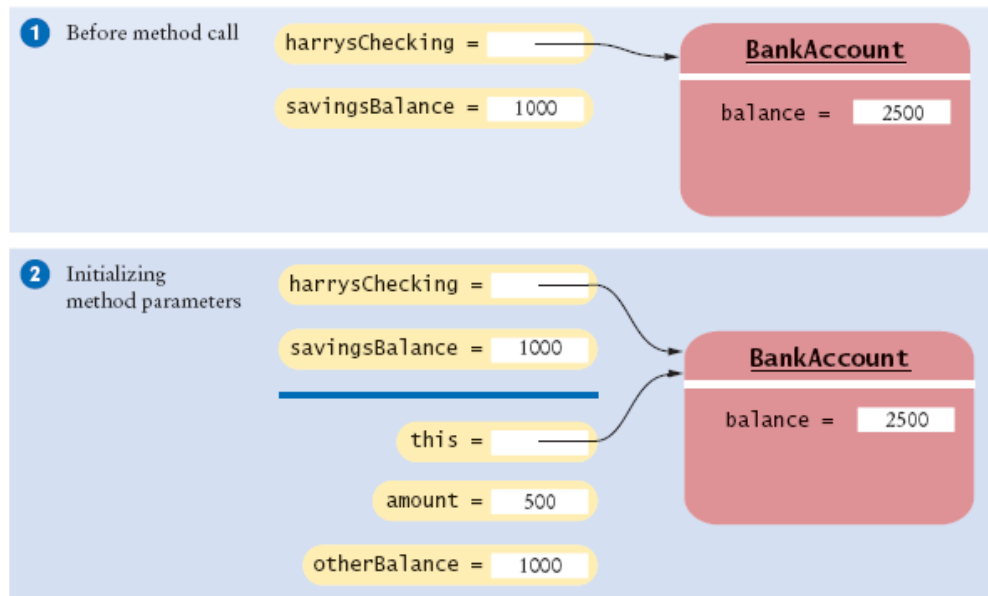 1 Before method call
harrysChecking =
savingsBalance = 1000
BankAccount
balance = 2500
2 Initializing
method parameters
harrysChecking =
savingsBalance = 1000
this =
amount = 500
otherBalance = 1000
BankAccount
balance = 2500